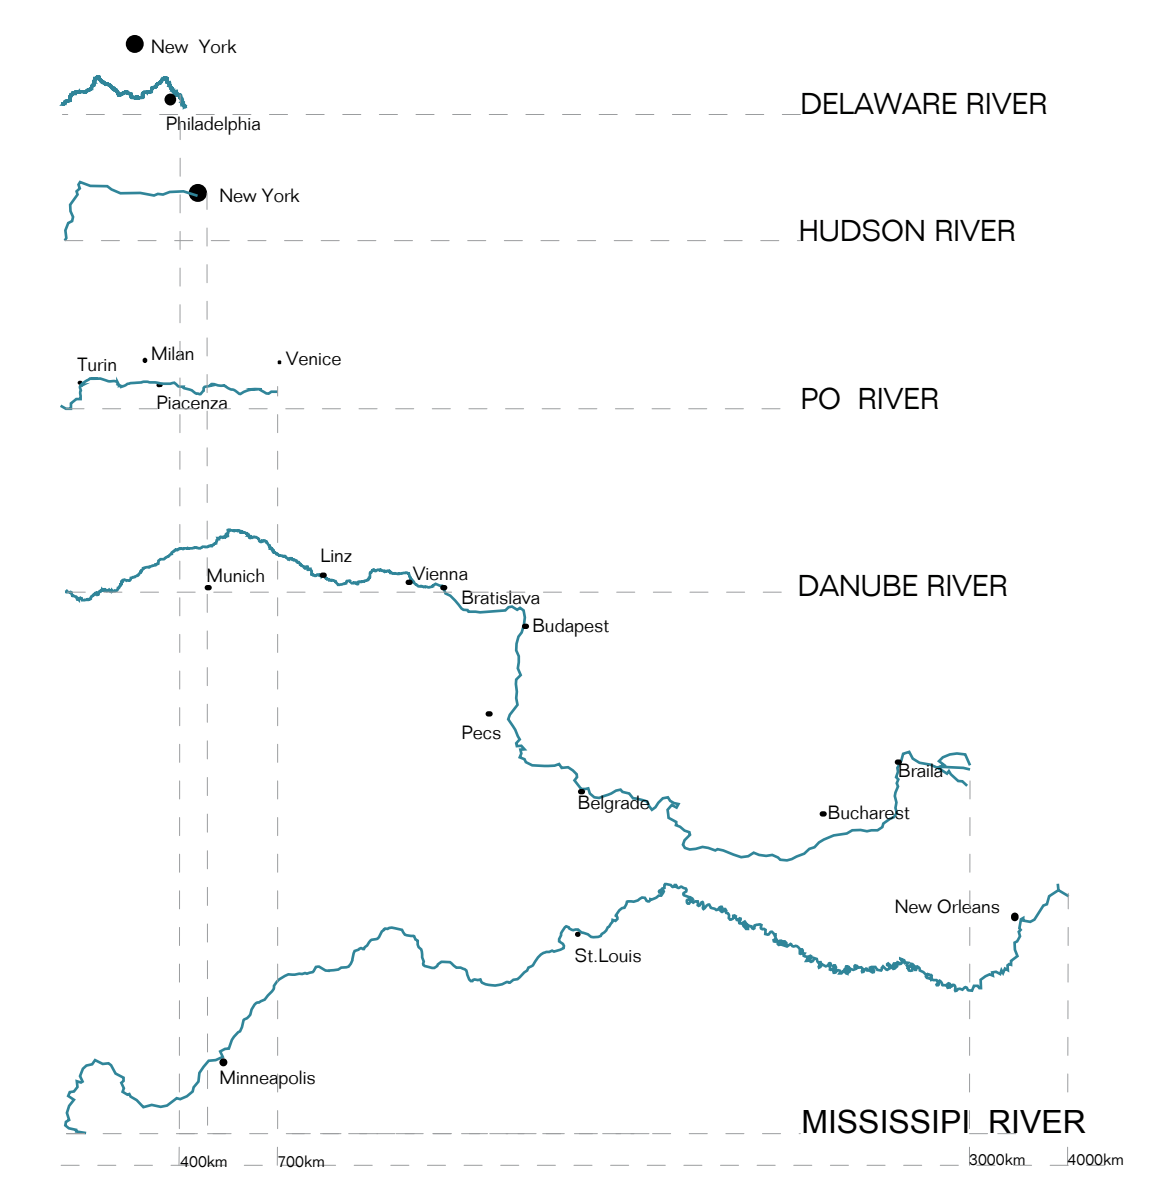 New York
DELAWARE RIVER
Philadelphia
New York
HUDSON RIVER
Turin
Milan
Venice
Piacenza
PO RIVER
Linz
Munich
Vienna
DANUBE RIVER
Bratislava
Budapest
Pecs
Braila
Belgrade
Bucharest
New Orleans
St.Louis
Minneapolis
MISSISSIPI RIVER
400km
700km
3000km
4000km